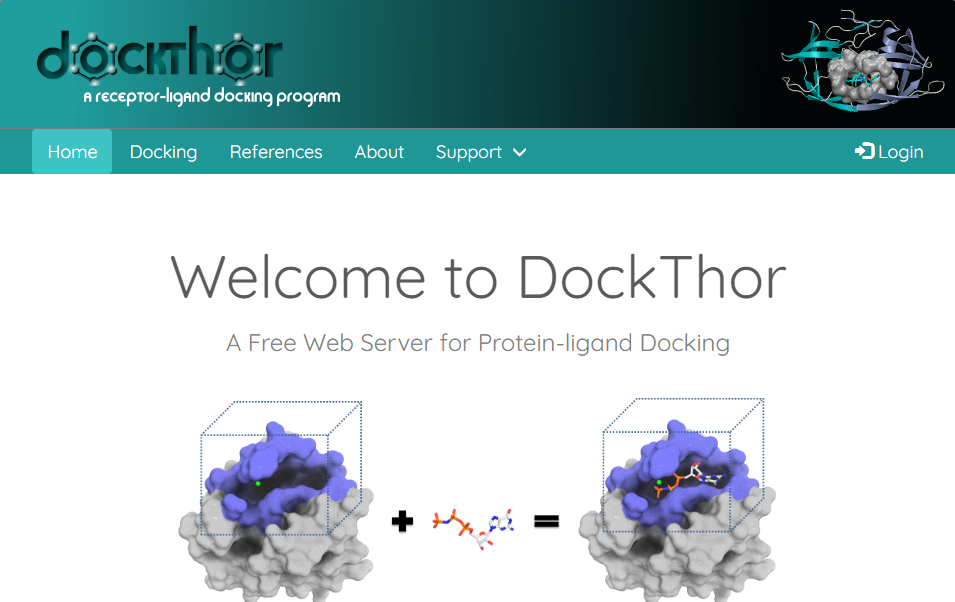 dockThor
a receptor-ligand docking program
Home Docking References About Support Login
Welcome to DockThor
A Free Web Server for Protein-ligand Docking